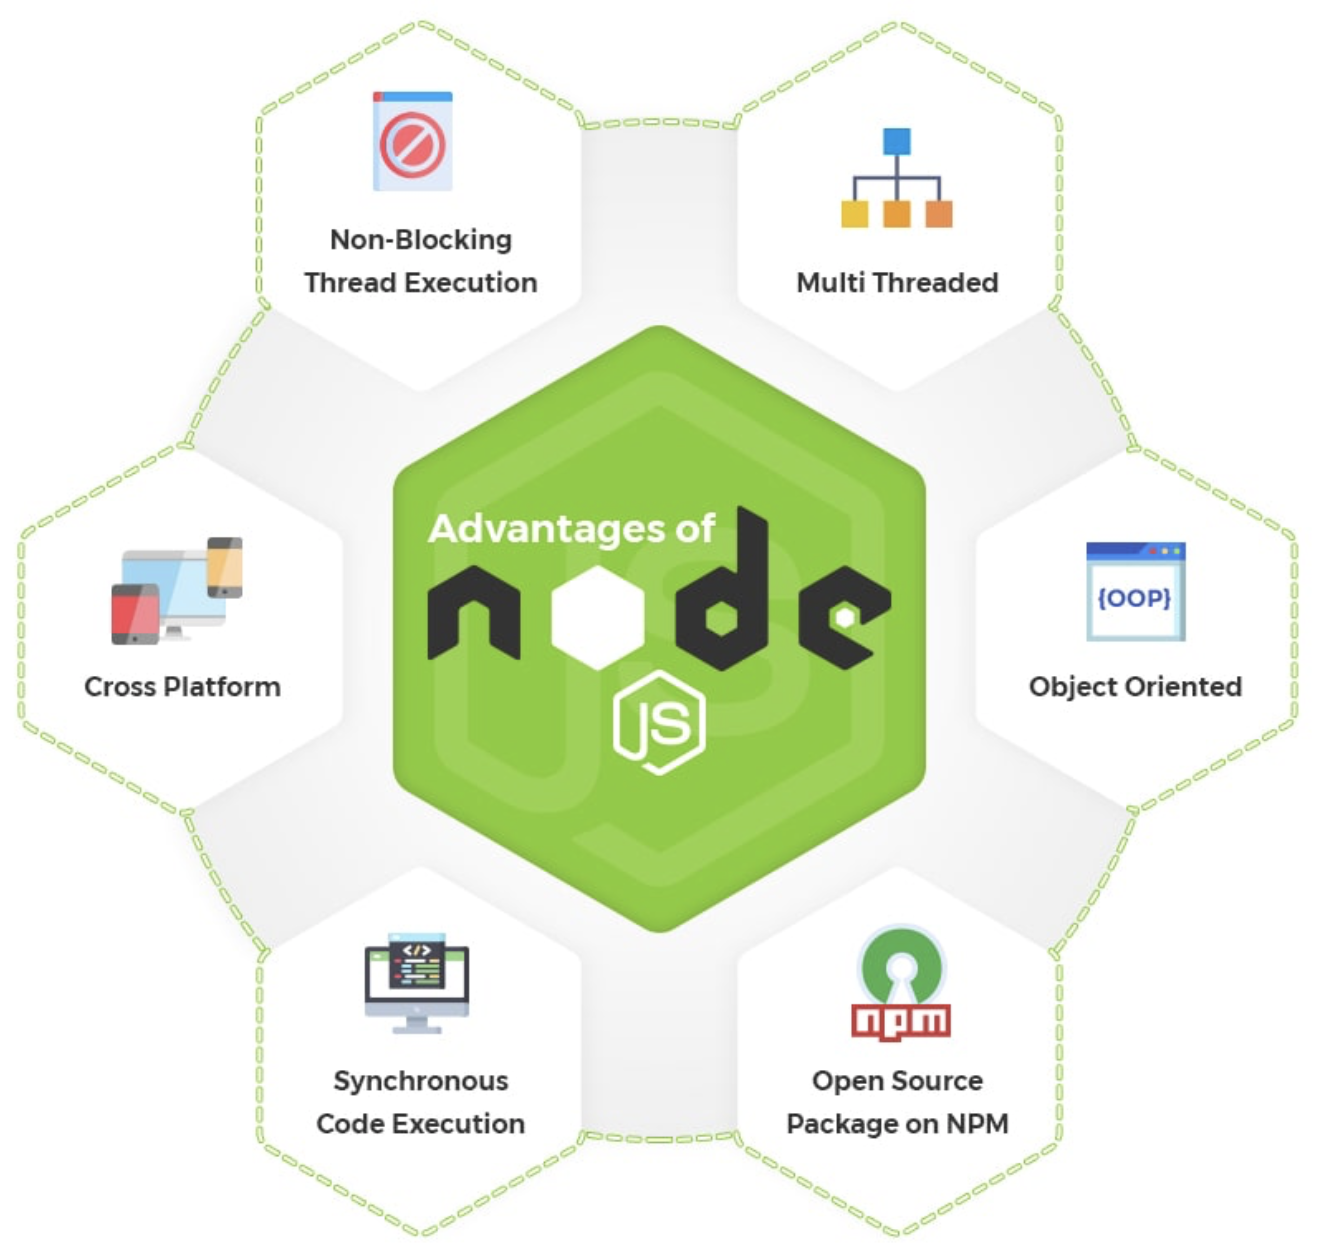 Non-Blocking
Thread Execution
Multi Threaded
Advantages of
node
JS
Cross Platform
{OOP}
Object Oriented
</>
Synchronous
Code Execution
npm
Open Source
Package on NPM